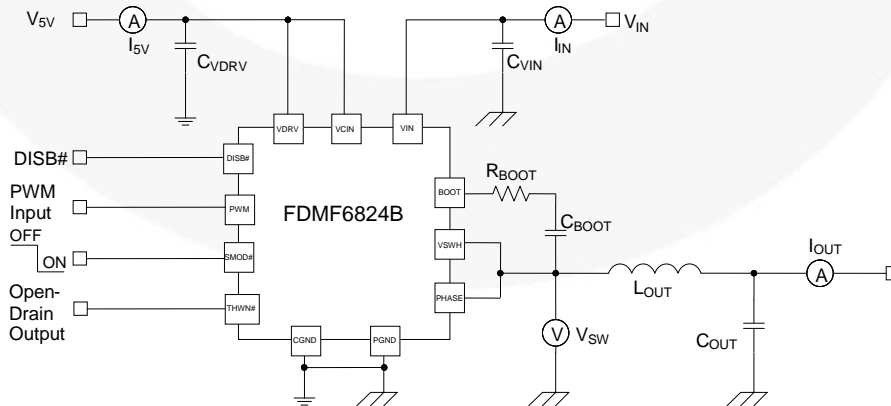 V5V
A
I5V
CVDRV
A
IIN
VIN
CVIN
VDRV
VCIN
VIN
DISB#
DISB#
PWM
Input
PWM
OFF
ON
SMOD#
Open-
Drain
Output
THWN#
FDMF6824B
BOOT
RBOOT
CBOOT
VSWH
PHASE
LOUT
IOUT
A
V
VSW
COUT
CGND
PGND